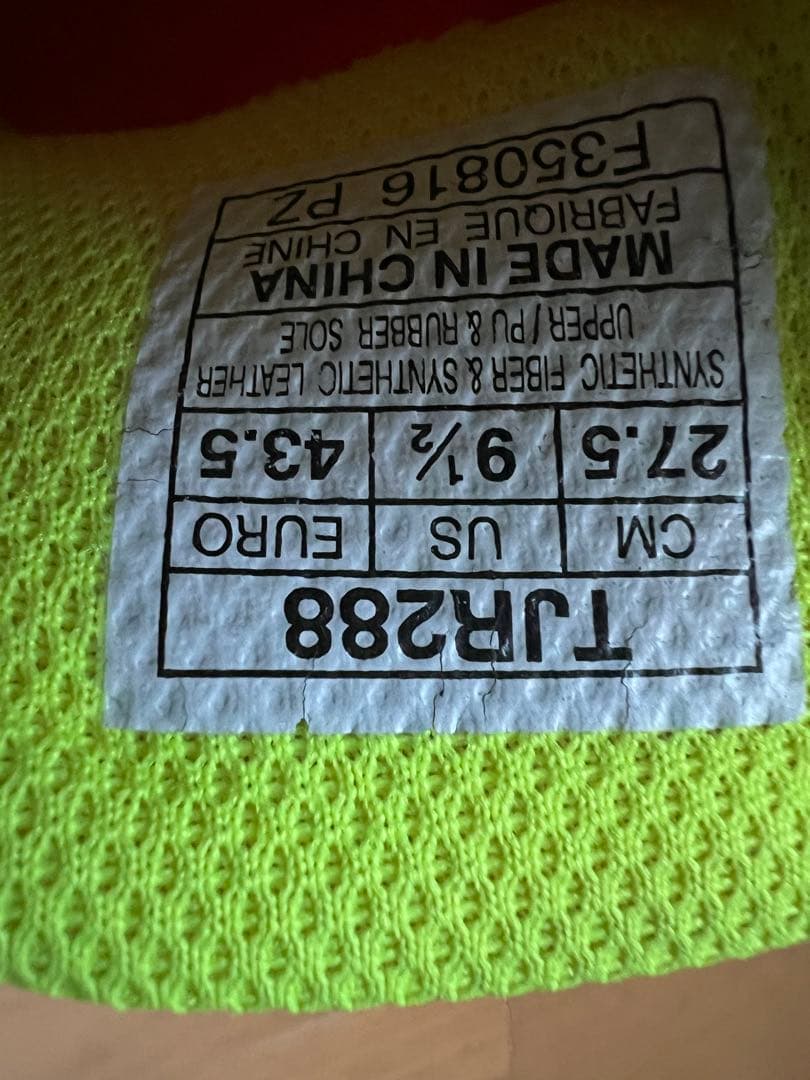 TJR288
CM US EURO
27.5 9½ 43.5
SYNTHETIC FIBER & SYNTHETIC LEATHER
UPPER / PU & RUBBER SOLE
MADE IN CHINA
FABRIQUE EN CHINE
F350816 PZ